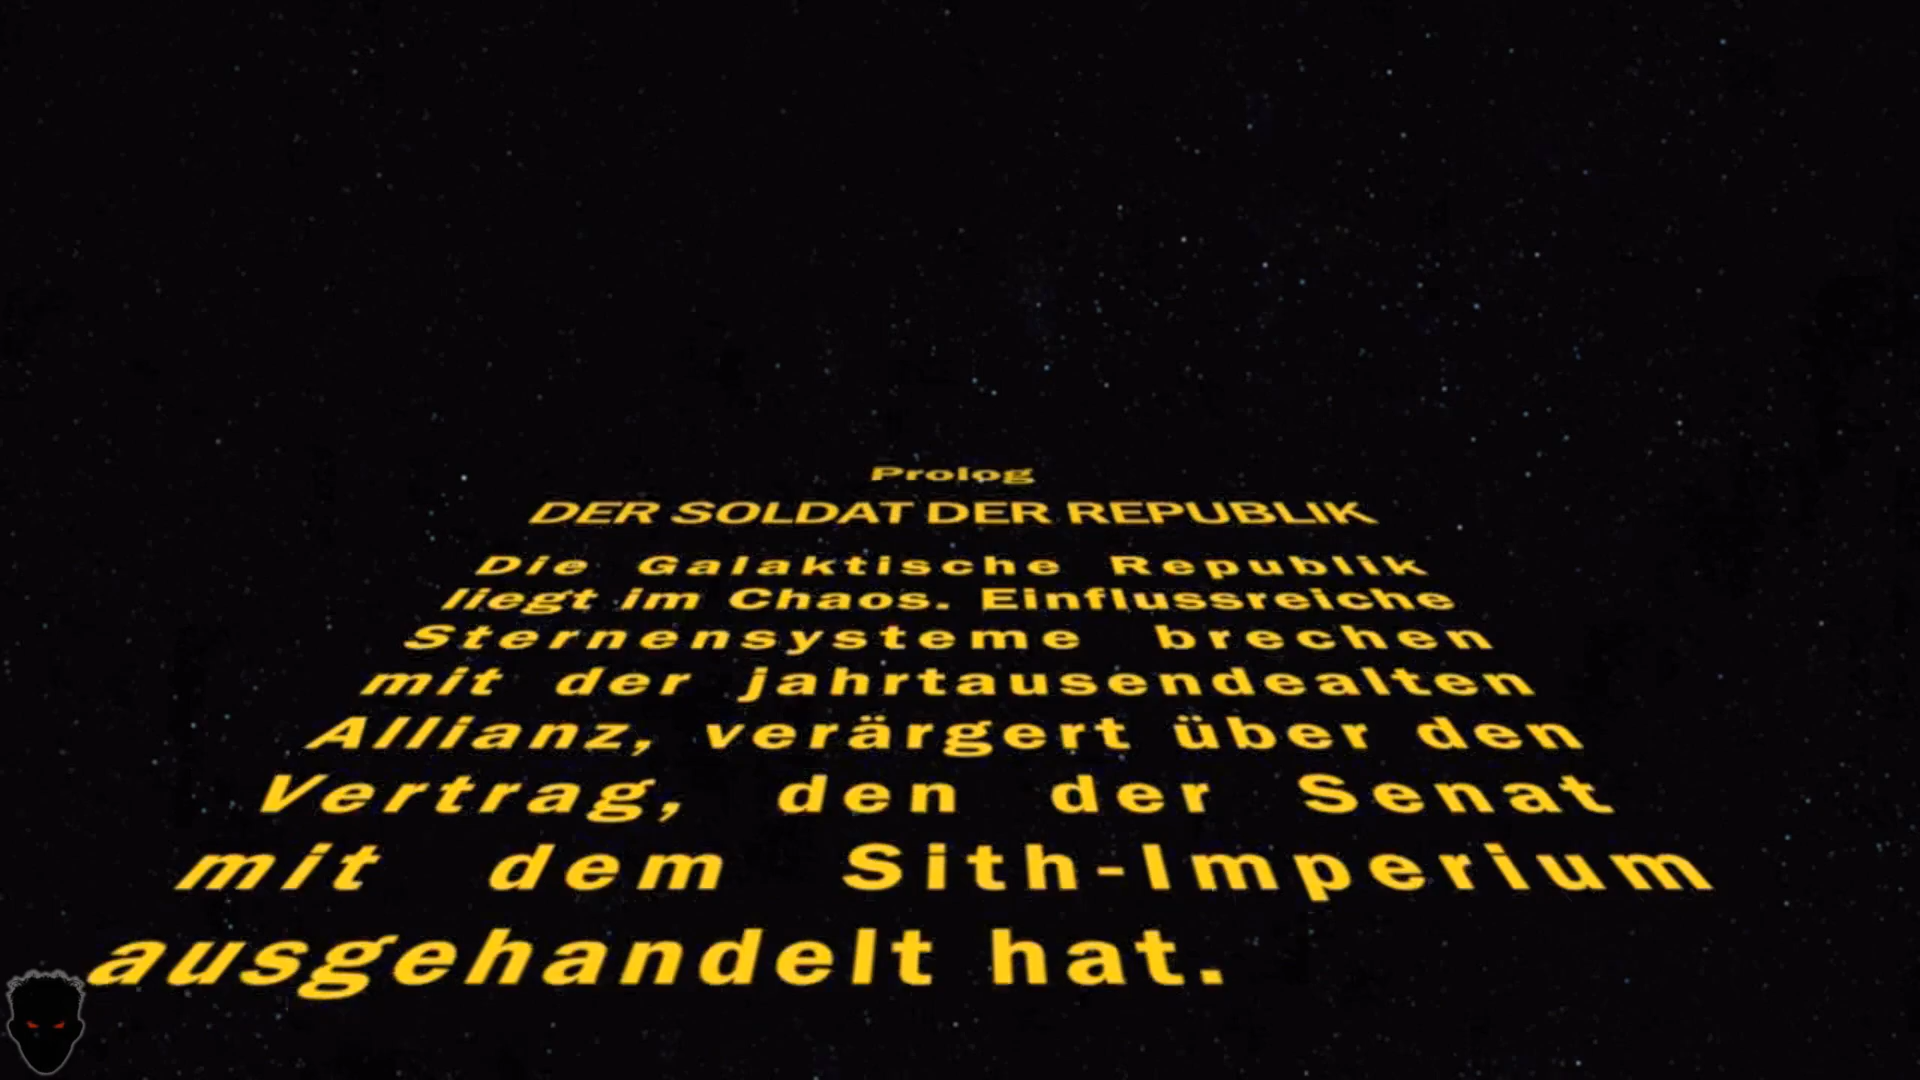 Prolog
DER SOLDAT DER REPUBLIK
Die Galaktische Republik
liegt im Chaos. Einflussreiche
Sternensysteme brechen
mit der jahrtausendealten
Allianz, verärgert über den
Vertrag, den der Senat
mit dem Sith-Imperium
ausgehandelt hat.